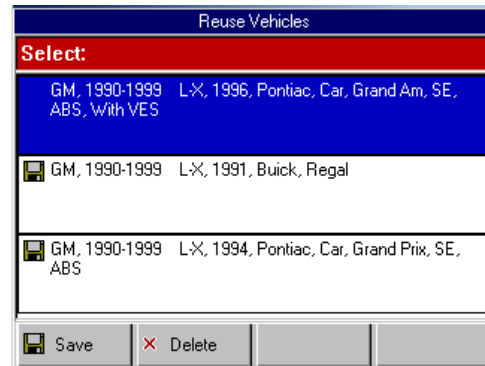 Reuse Vehicles
Select:
GM, 1990-1999 L-X, 1996, Pontiac, Car, Grand Am, SE,
ABS, With VES
GM, 1990-1999 L-X, 1991, Buick, Regal
GM, 1990-1999 L-X, 1994, Pontiac, Car, Grand Prix, SE,
ABS
Save Delete